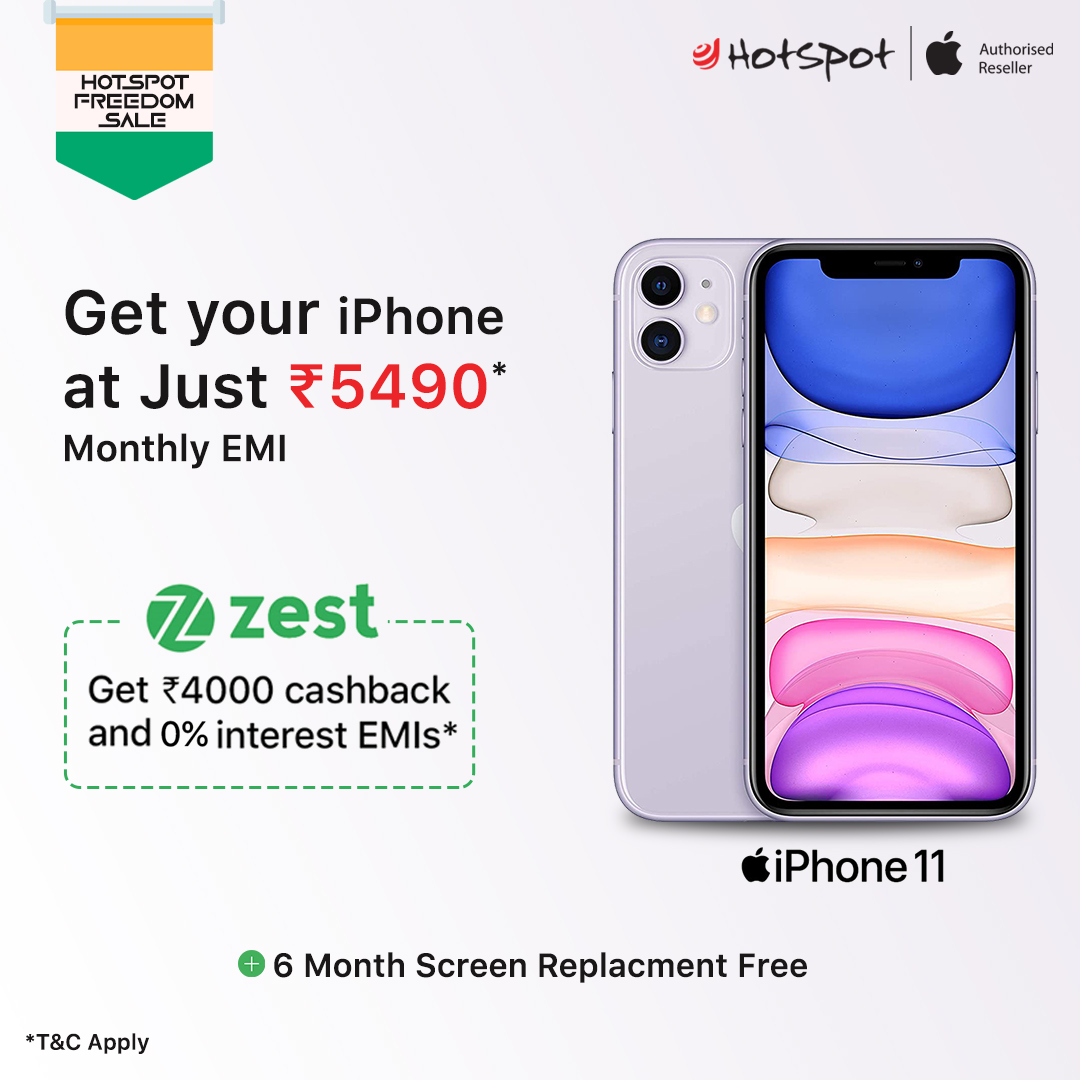 HOTSPOT
FREEDOM
SALE
Hotspot
Authorised
Reseller
Get your iPhone
at Just ₹5490*
Monthly EMI
zest
Get ₹4000 cashback
and 0% interest EMIs*
iPhone 11
6 Month Screen Replacment Free
*T&C Apply